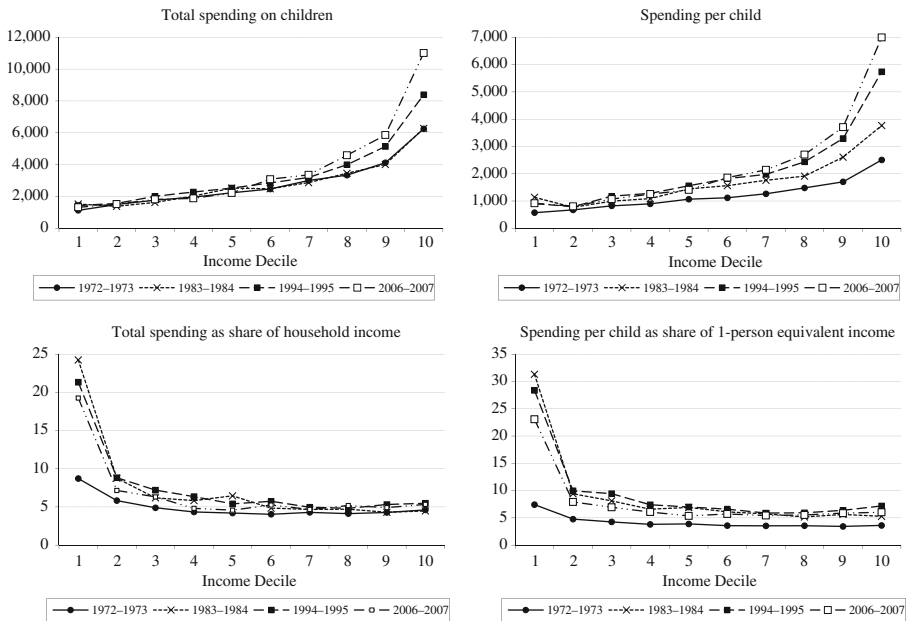 Total spending on children
12,000
10,000
8,000
6,000
4,000
2,000
0
1 2 3 4 5 6 7 8 9 10
Income Decile
1972–1973 1983–1984 1994–1995 2006–2007
Spending per child
7,000
6,000
5,000
4,000
3,000
2,000
1,000
0
1 2 3 4 5 6 7 8 9 10
Income Decile
1972–1973 1983–1984 1994–1995 2006–2007
Total spending as share of household income
25
20
15
10
5
0
1 2 3 4 5 6 7 8 9 10
Income Decile
1972–1973 1983–1984 1994–1995 2006–2007
Spending per child as share of 1-person equivalent income
35
30
25
20
15
10
5
0
1 2 3 4 5 6 7 8 9 10
Income Decile
1972–1973 1983–1984 1994–1995 2006–2007